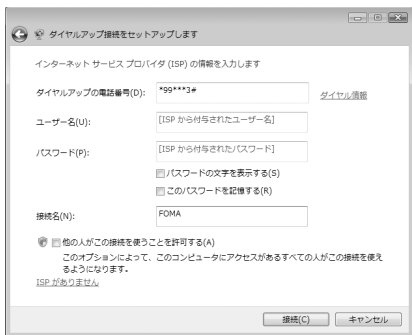 ダイヤルアップ接続をセットアップします
インターネット サービス プロバイダ (ISP) の情報を入力します
ダイヤルアップの電話番号(D):
*99***3#
ダイヤル情報
ユーザー名(U):
[ISP から付与されたユーザー名]
パスワード(P):
[ISP から付与されたパスワード]
パスワードの文字を表示する(S)
このパスワードを記憶する(R)
接続名(N):
FOMA
他の人がこの接続を使うことを許可する(A)
このオプションによって、このコンピュータにアクセスがあるすべての人がこの接続を使え
るようになります。
ISP がありません
接続(C)
キャンセル